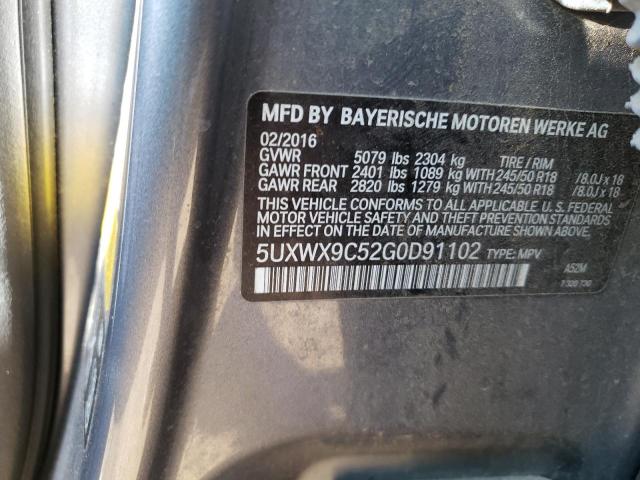 MFD BY BAYERISCHE MOTOREN WERKE AG
02/2016
GVWR 5079 lbs 2304 kg TIRE / RIM
GAWR FRONT 2401 lbs 1089 kg WITH 245/50 R18 / 8.0J x 18
GAWR REAR 2820 lbs 1279 kg WITH 245/50 R18 / 8.0J x 18
THIS VEHICLE CONFORMS TO ALL APPLICABLE U.S. FEDERAL
MOTOR VEHICLE SAFETY AND THEFT PREVENTION STANDARDS
IN EFFECT ON THE DATE OF MANUFACTURE SHOWN ABOVE.
5UXWX9C52G0D91102 TYPE: MPV
A52M